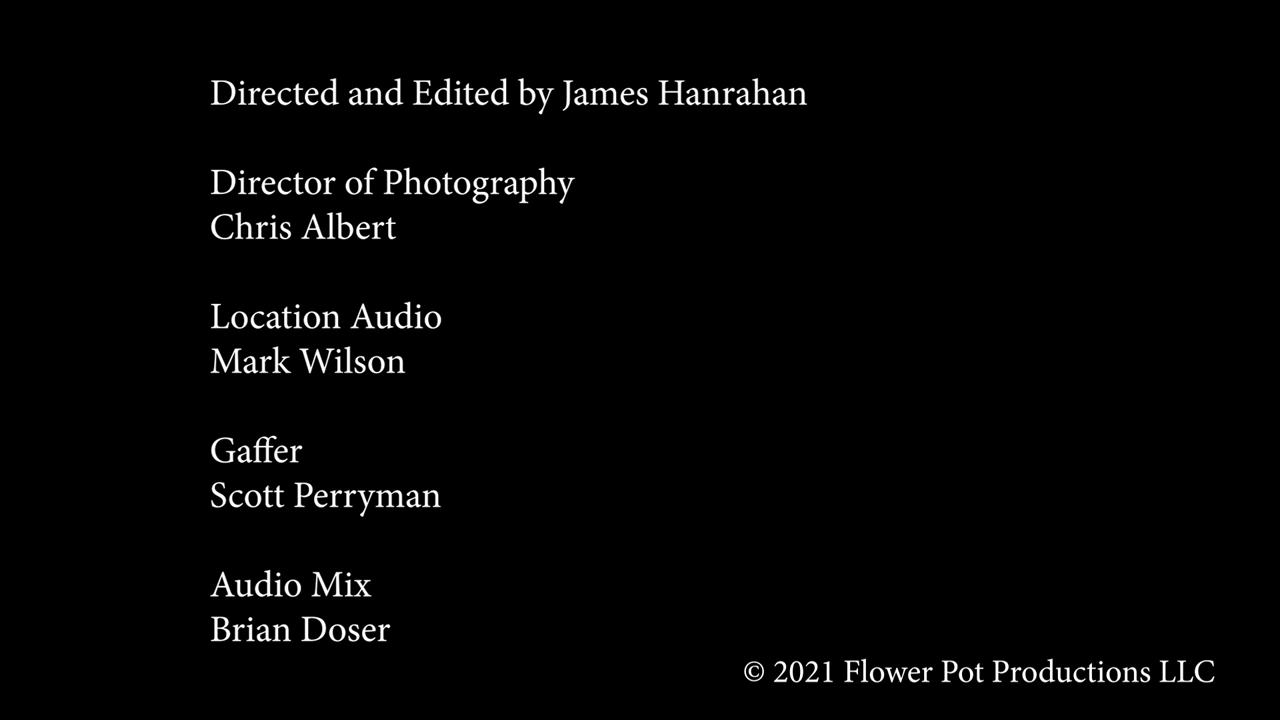 Directed and Edited by James Hanrahan
Director of Photography
Chris Albert
Location Audio
Mark Wilson
Gaffer
Scott Perryman
Audio Mix
Brian Doser
© 2021 Flower Pot Productions LLC